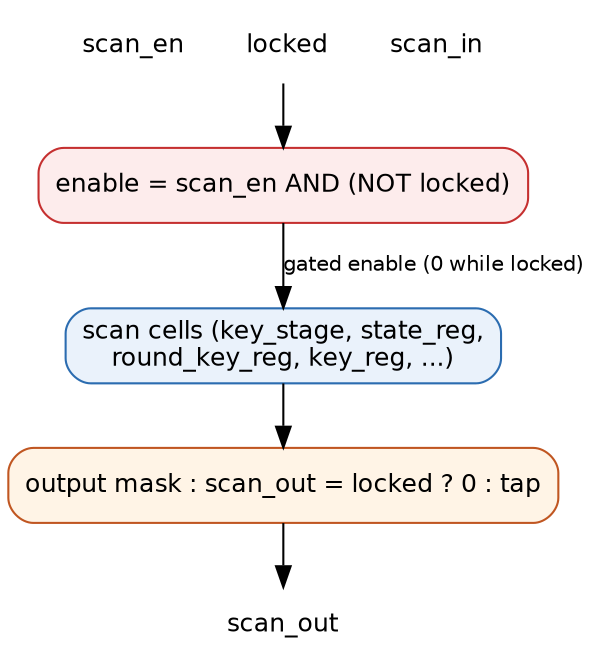 scan_en locked scan_in
enable = scan_en AND (NOT locked)
gated enable (0 while locked)
scan cells (key_stage, state_reg,
round_key_reg, key_reg, ...)
output mask : scan_out = locked ? 0 : tap
scan_out